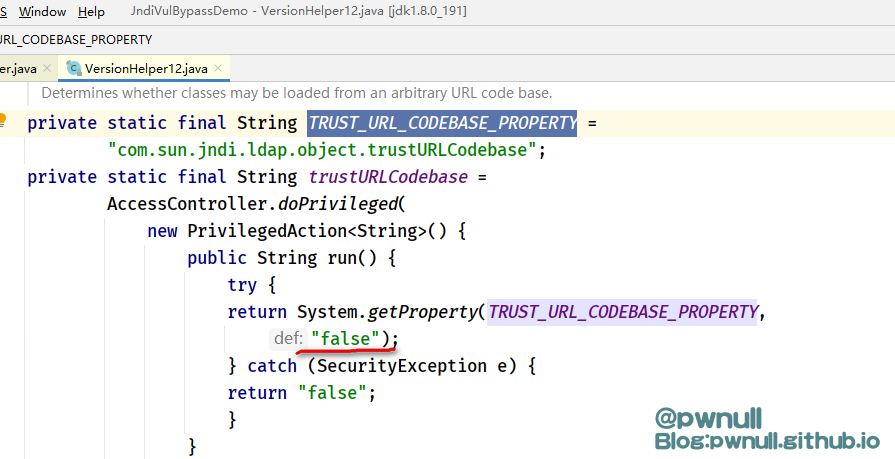 S Window Help JndiVulBypassDemo - VersionHelper12.java [jdk1.8.0_191]
URL_CODEBASE_PROPERTY
er.java × VersionHelper12.java ×
Determines whether classes may be loaded from an arbitrary URL code base.
private static final String TRUST_URL_CODEBASE_PROPERTY =
"com.sun.jndi.ldap.object.trustURLCodebase";
private static final String trustURLCodebase =
AccessController.doPrivileged(
new PrivilegedAction<String>() {
public String run() {
try {
return System.getProperty(TRUST_URL_CODEBASE_PROPERTY,
def: "false");
} catch (SecurityException e) {
return "false";
}
}
@pwnull
Blog:pwnull.github.io